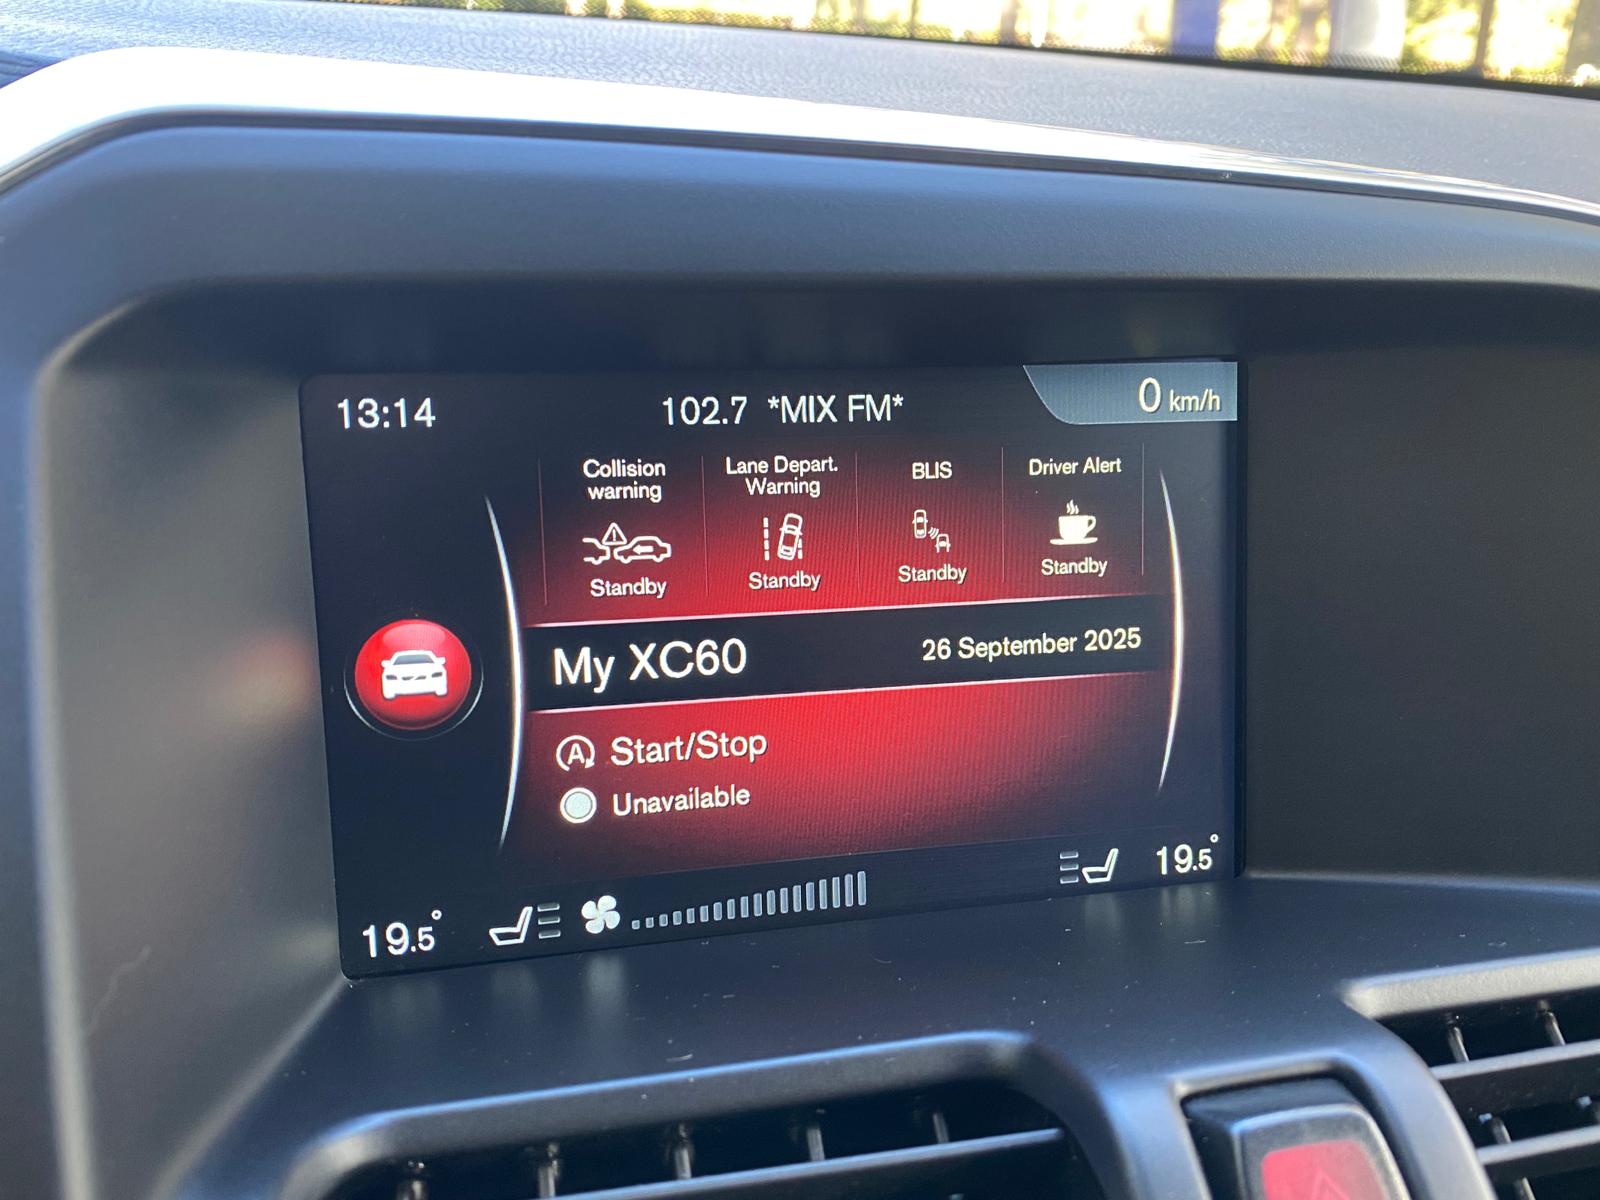 13:14
102.7 *MIX FM*
0 km/h
Collision
warning
Standby
Lane Depart.
Warning
Standby
BLIS
Standby
Driver Alert
Standby
My XC60
26 September 2025
A Start/Stop
Unavailable
19.5°
19.5°